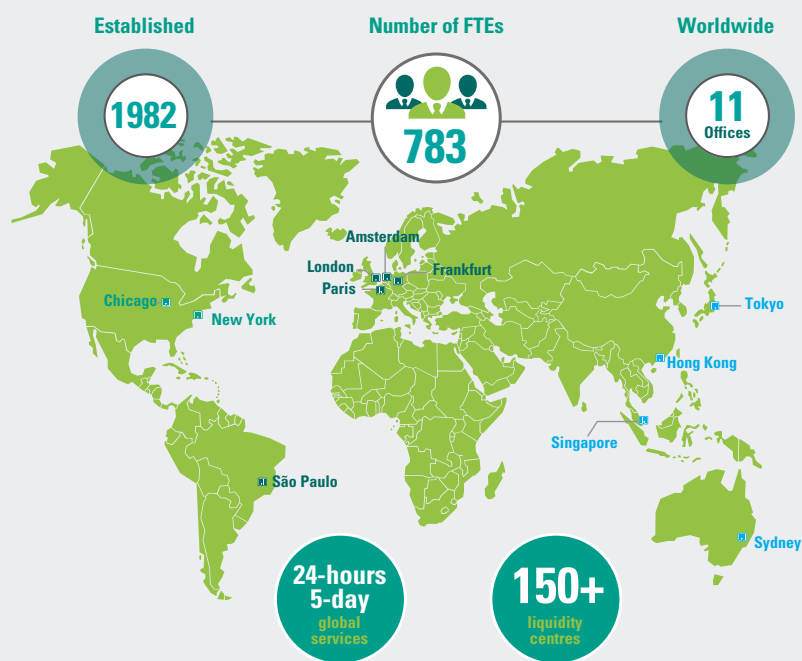 Established
Number of FTEs
Worldwide
1982
783
11
Offices
Amsterdam
London
Frankfurt
Paris
Chicago
New York
Tokyo
Hong Kong
Singapore
São Paulo
Sydney
24-hours
5-day
global
services
150+
liquidity
centres